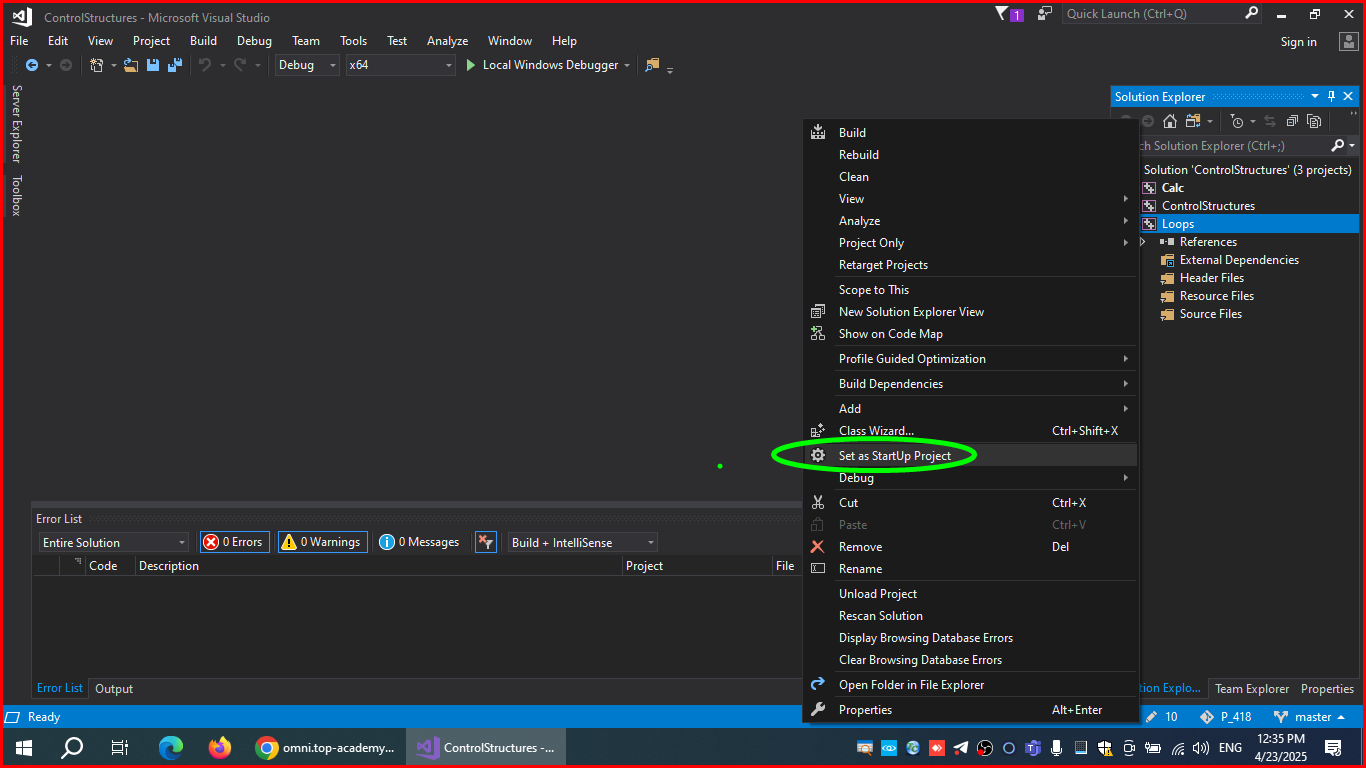 ControlStructures - Microsoft Visual Studio
1
Quick Launch (Ctrl+Q)
File Edit View Project Build Debug Team Tools Test Analyze Window Help
Sign in
Debug x64 Local Windows Debugger
Server Explorer
Toolbox
Solution Explorer
ch Solution Explorer (Ctrl+;)
Solution 'ControlStructures' (3 projects)
Calc
ControlStructures
Loops
References
External Dependencies
Header Files
Resource Files
Source Files
Build
Rebuild
Clean
View
Analyze
Project Only
Retarget Projects
Scope to This
New Solution Explorer View
Show on Code Map
Profile Guided Optimization
Build Dependencies
Add
Class Wizard... Ctrl+Shift+X
Set as StartUp Project
Debug
Cut Ctrl+X
Paste Ctrl+V
Remove Del
Rename
Unload Project
Rescan Solution
Display Browsing Database Errors
Clear Browsing Database Errors
Open Folder in File Explorer
Properties Alt+Enter
Error List
Entire Solution 0 Errors 0 Warnings 0 Messages Build + IntelliSense
Code Description Project File
Error List Output
tion Explo... Team Explorer Properties
Ready
10 P_418 master
omni.top-academy... ControlStructures -...
ENG
12:35 PM
4/23/2025